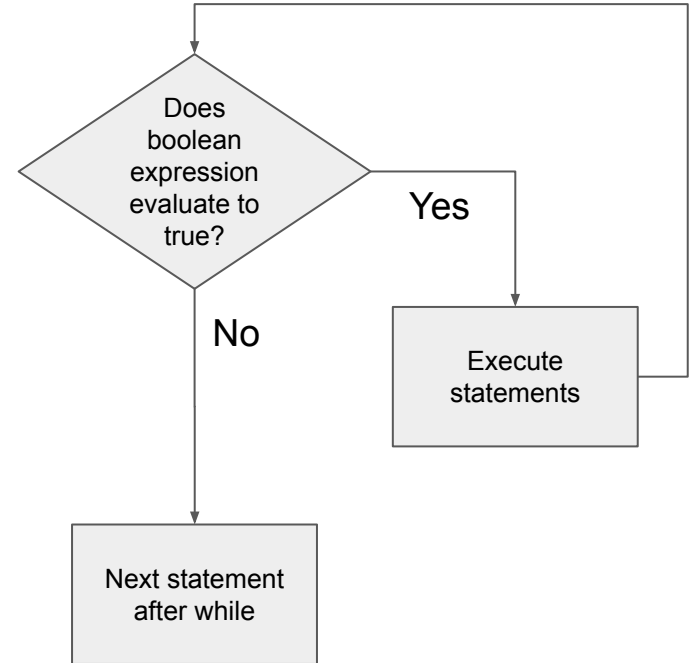 Does
boolean
expression
evaluate to
true?
Yes
No
Execute
statements
Next statement
after while